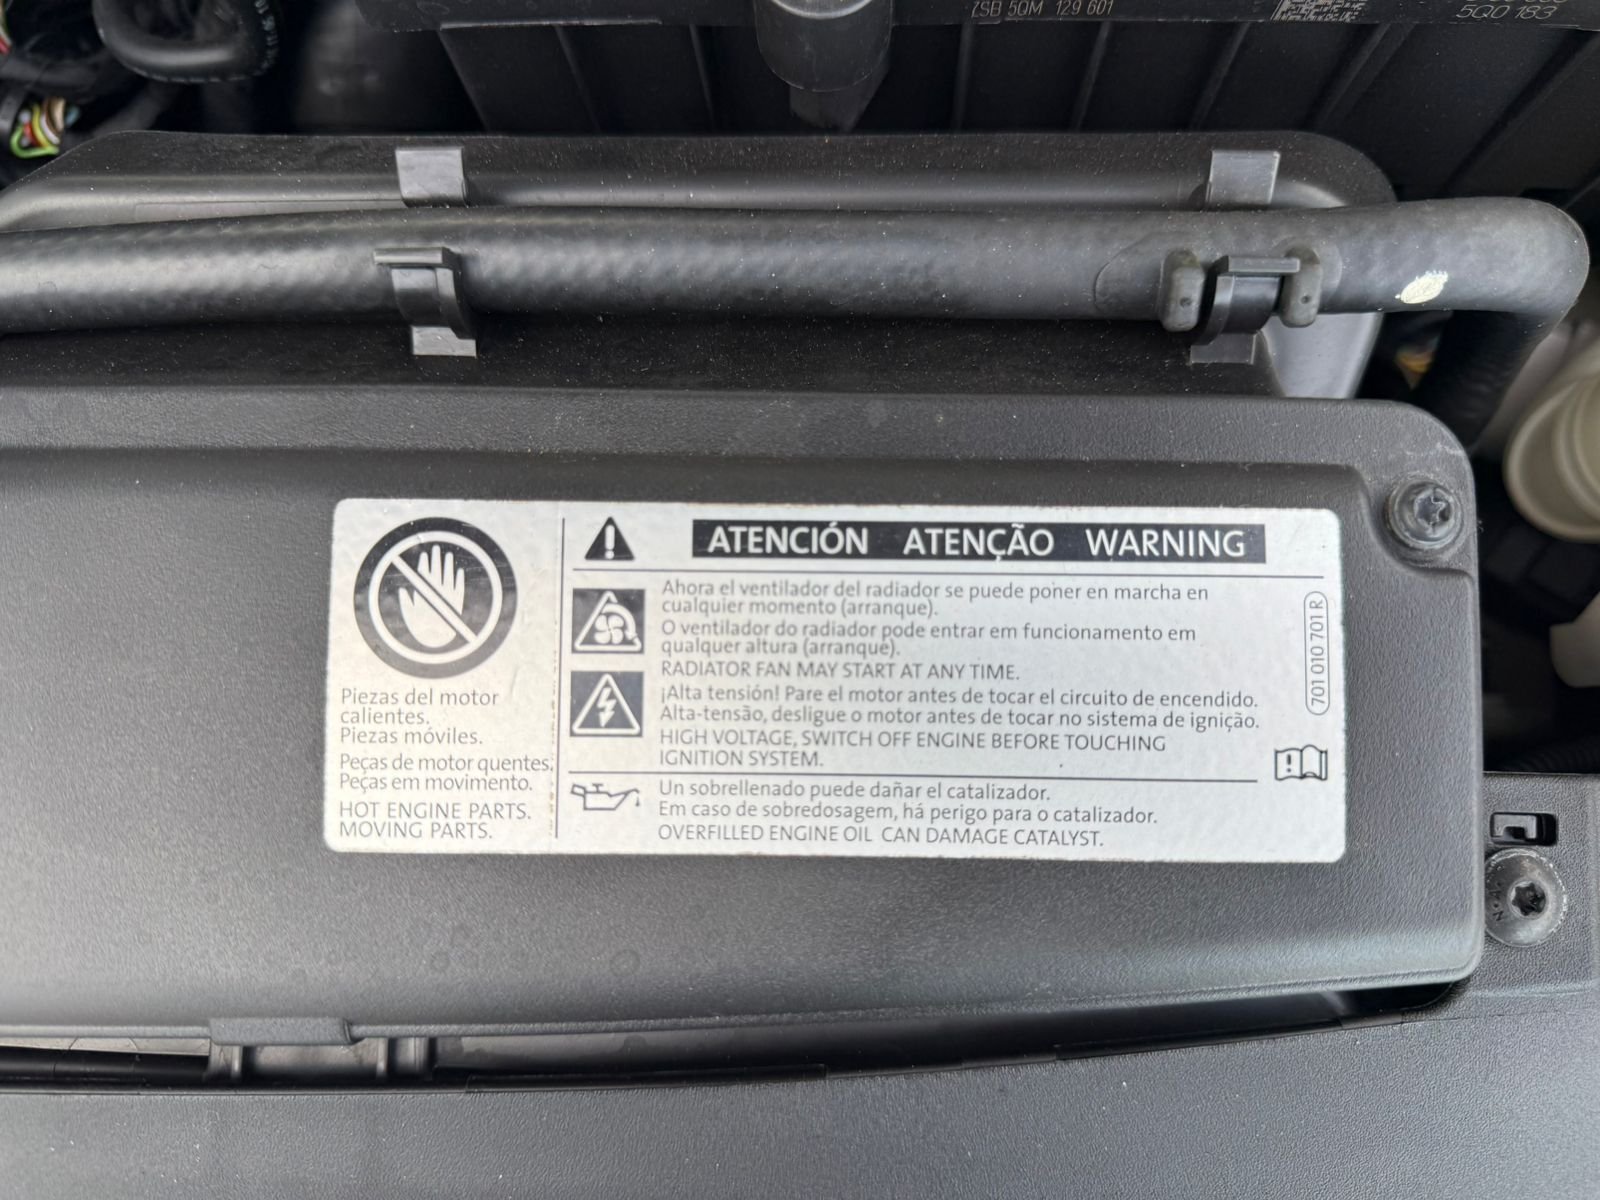 ZSB 5QM 129 601
5Q0 163
ATENCIÓN ATENÇÃO WARNING
Piezas del motor
calientes.
Piezas móviles.
Peças de motor quentes.
Peças em movimento.
HOT ENGINE PARTS.
MOVING PARTS.
Ahora el ventilador del radiador se puede poner en marcha en
cualquier momento (arranque).
O ventilador do radiador pode entrar em funcionamento em
qualquer altura (arranque).
RADIATOR FAN MAY START AT ANY TIME.
¡Alta tensión! Pare el motor antes de tocar el circuito de encendido.
Alta-tensão, desligue o motor antes de tocar no sistema de ignição.
HIGH VOLTAGE, SWITCH OFF ENGINE BEFORE TOUCHING
IGNITION SYSTEM.
Un sobrellenado puede dañar el catalizador.
Em caso de sobredosagem, há perigo para o catalizador.
OVERFILLED ENGINE OIL CAN DAMAGE CATALYST.
701 010 701 R